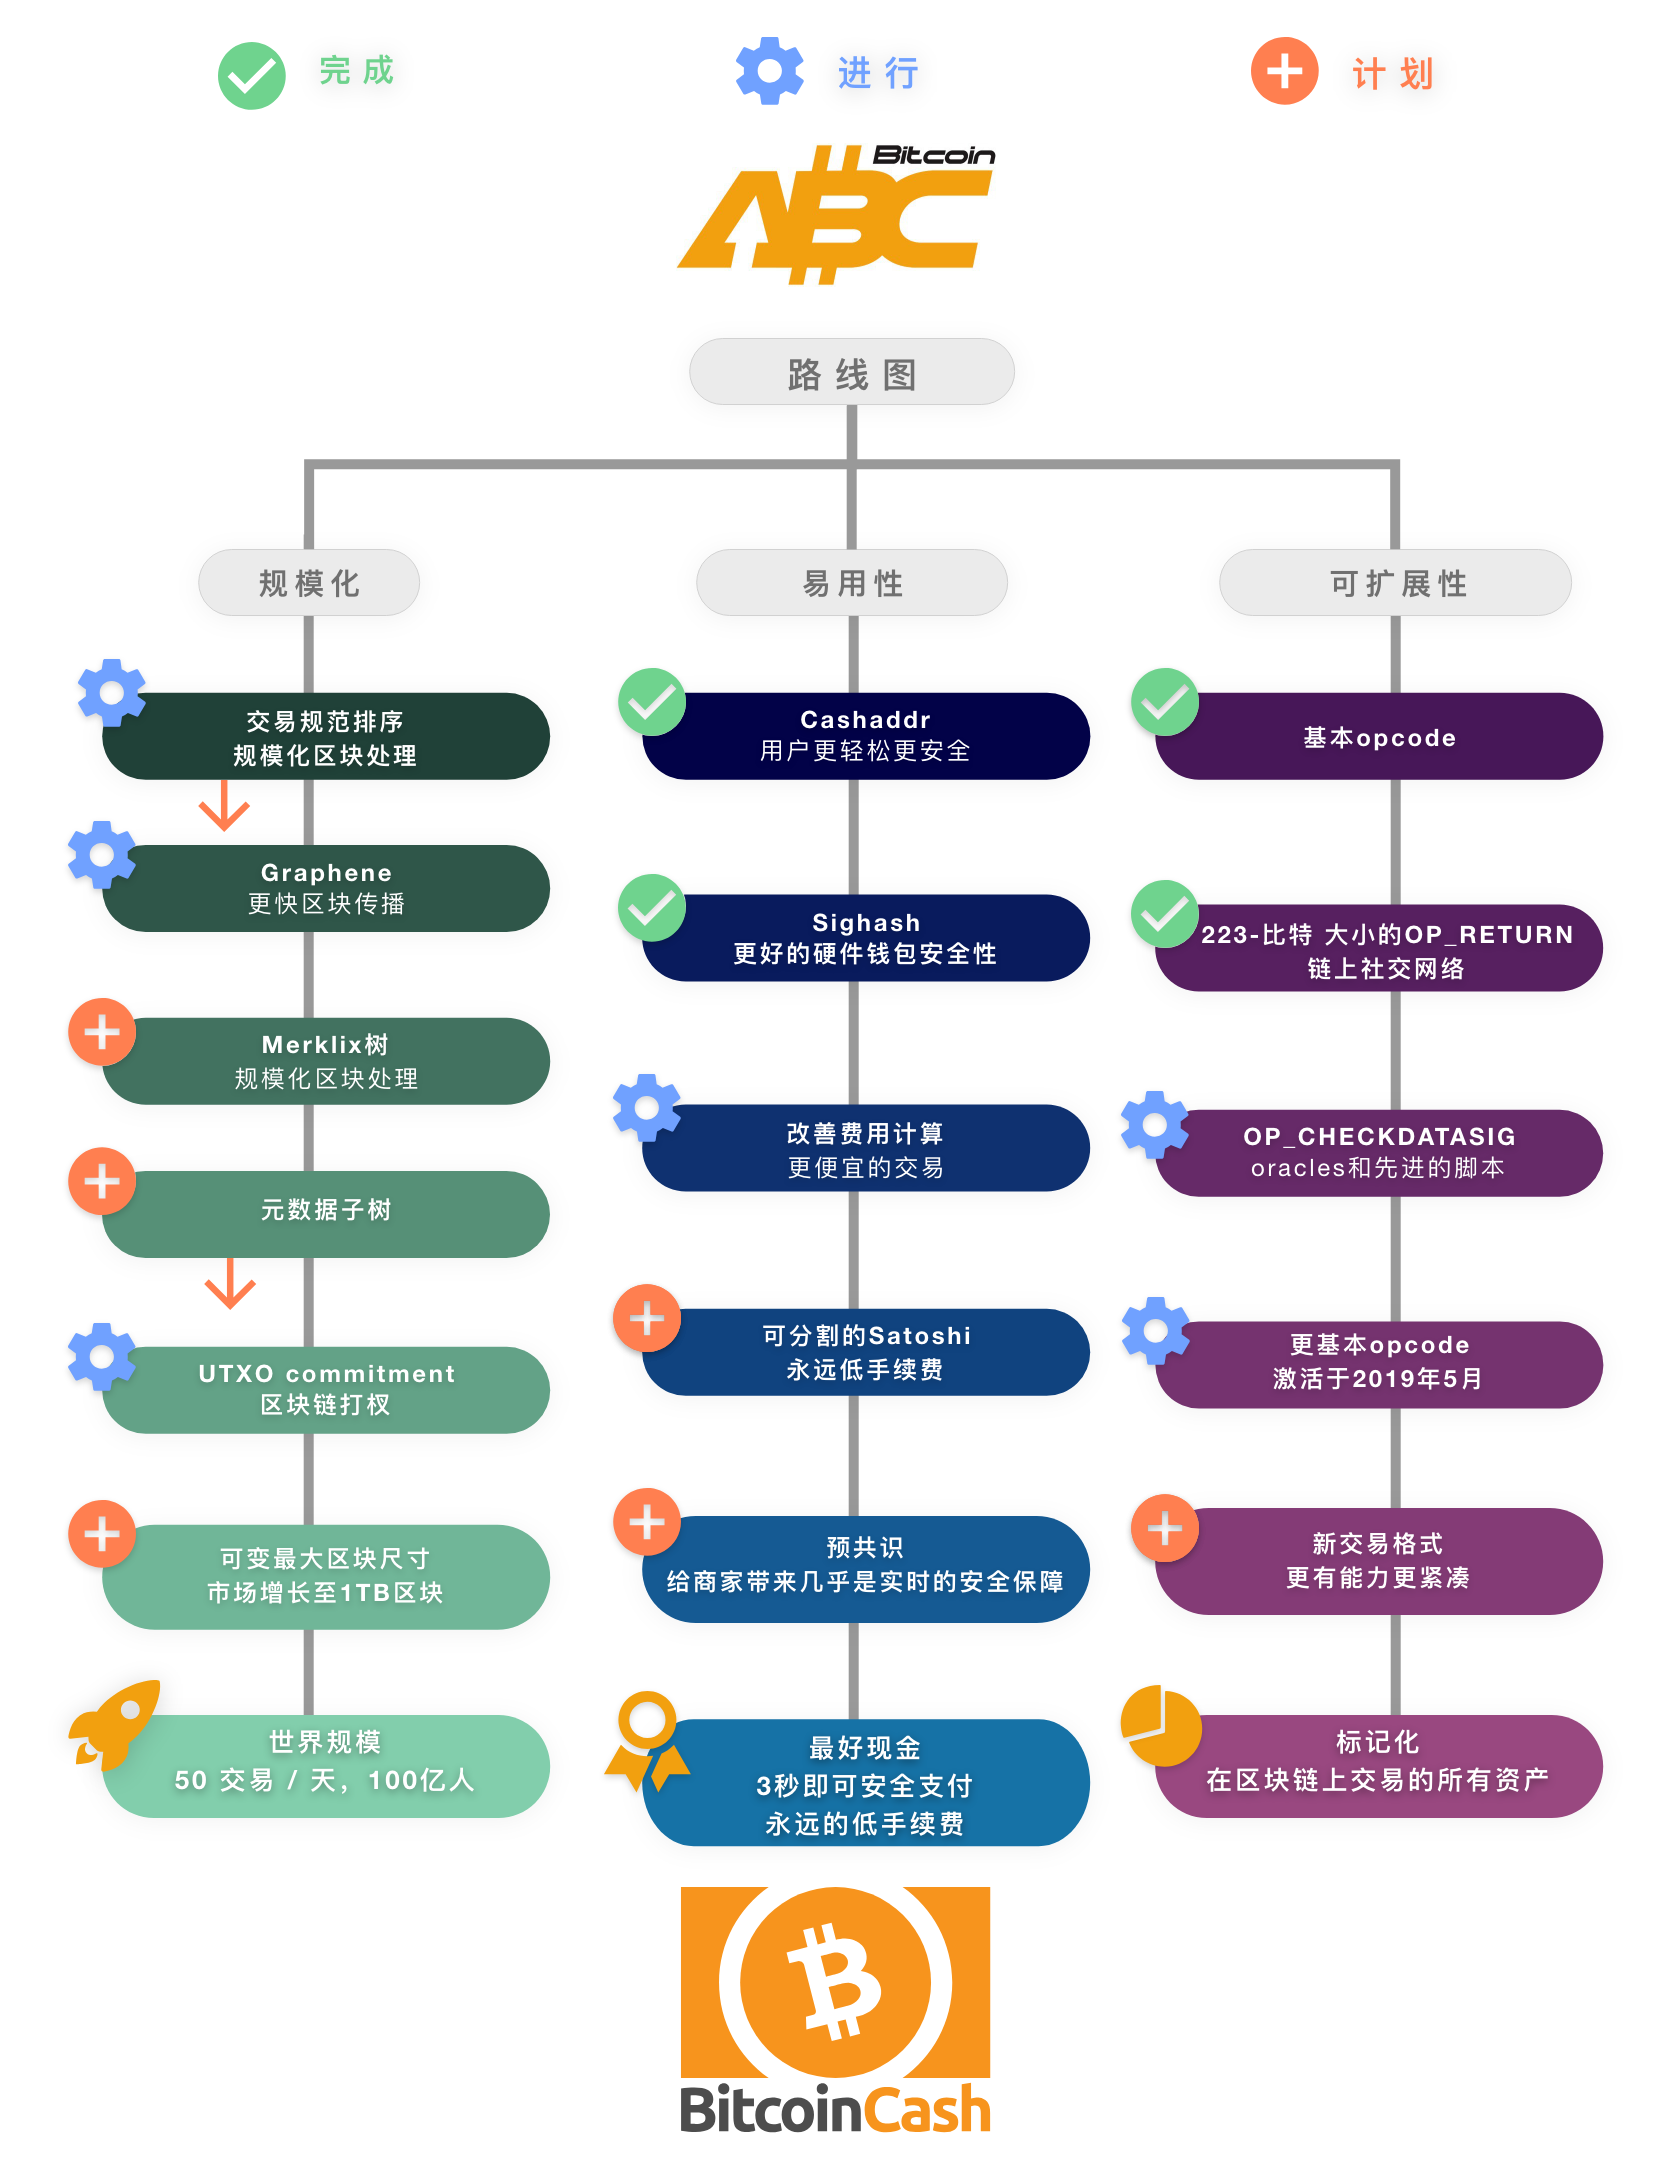 完成
进行
计划
Bitcoin
ABC
路线图
规模化
易用性
可扩展性
交易规范排序
规模化区块处理
Graphene
更快区块传播
Merklix树
规模化区块处理
元数据子树
UTXO commitment
区块链打杈
可变最大区块尺寸
市场增长至1TB区块
世界规模
50 交易 / 天，100亿人
Cashaddr
用户更轻松更安全
Sighash
更好的硬件钱包安全性
改善费用计算
更便宜的交易
可分割的Satoshi
永远低手续费
预共识
给商家带来几乎是实时的安全保障
最好现金
3秒即可安全支付
永远的低手续费
基本opcode
223-比特 大小的OP_RETURN
链上社交网络
OP_CHECKDATASIG
oracles和先进的脚本
更基本opcode
激活于2019年5月
新交易格式
更有能力更紧凑
标记化
在区块链上交易的所有资产
BitcoinCash